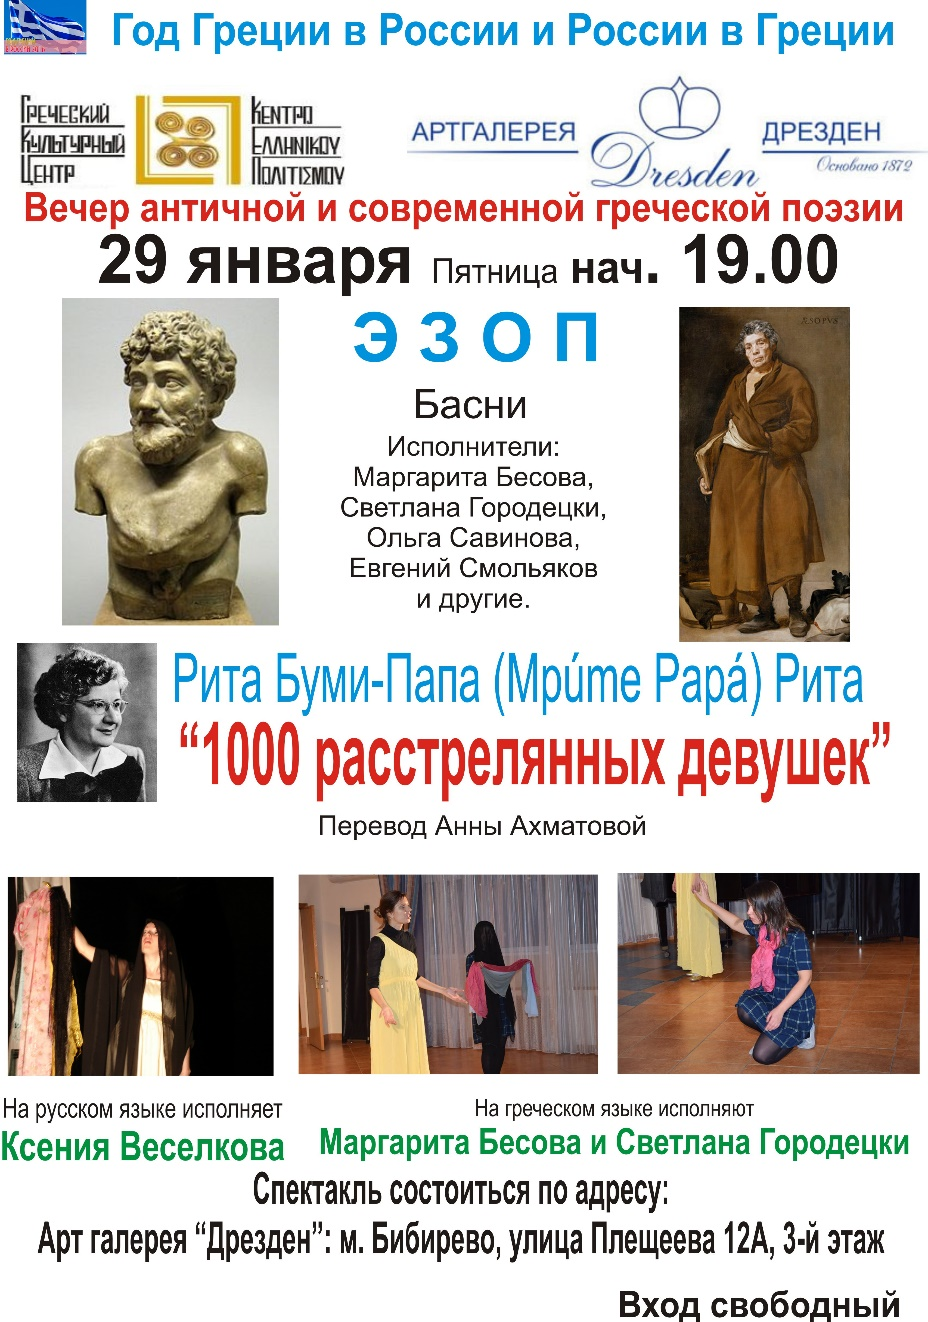 Год Греции в России и России в Греции
Греческий
Культурный
Центр
Κεντρο
Ελληνικου
Πολιτισμου
АРТГАЛЕРЕЯ
Dresden
ДРЕЗДЕН
Основано 1872
Вечер античной и современной греческой поэзии
29 января Пятница нач. 19.00
ЭЗОП
Басни
Исполнители:
Маргарита Бесова,
Светлана Городецки,
Ольга Савинова,
Евгений Смольяков
и другие.
Рита Буми-Папа (Mpúme Papá) Рита
“1000 расстрелянных девушек”
Перевод Анны Ахматовой
На русском языке исполняет
Ксения Веселкова
На греческом языке исполняют
Маргарита Бесова и Светлана Городецки
Спектакль состоиться по адресу:
Арт галерея “Дрезден”: м. Бибирево, улица Плещеева 12А, 3-й этаж
Вход свободный